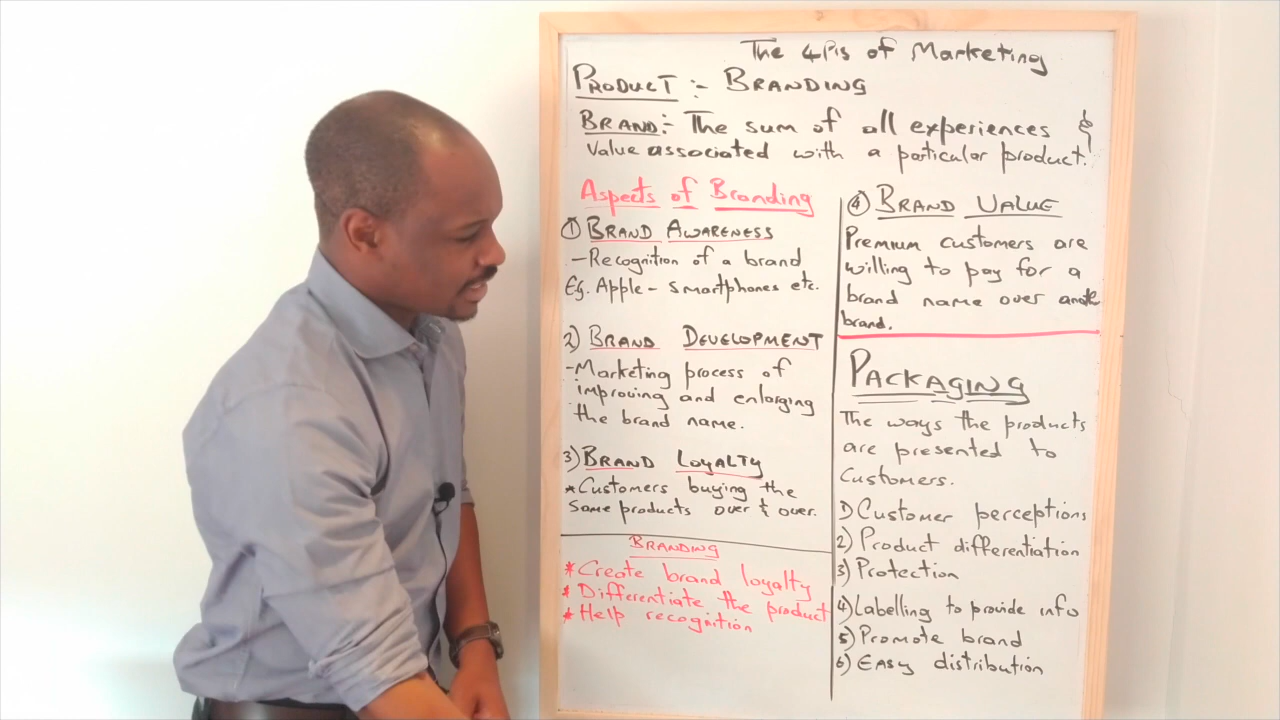 The 4P's of Marketing
PRODUCT :- BRANDING
BRAND:- The sum of all experiences &
value associated with a particular product.
Aspects of Branding
① BRAND AWARENESS
- Recognition of a brand
E.g. Apple - Smartphones etc.
2) BRAND DEVELOPMENT
- Marketing process of
improving and enlarging
the brand name.
3) BRAND LOYALTY
* Customers buying the
same products over & over.
BRANDING
* Create brand loyalty
* Differentiate the product
* Help recognition
④ BRAND VALUE
Premium customers are
willing to pay for a
brand name over
brand.
PACKAGING
The ways the products
are presented to
customers.
1) Customer perceptions
2) Product differentiation
3) Protection
4) Labelling to provide info
5) Promote brand
6) Easy distribution